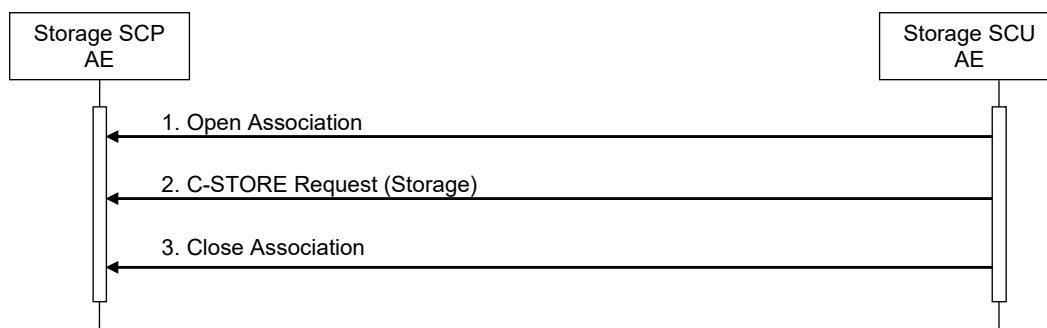 Storage SCP
AE
Storage SCU
AE
1. Open Association
2. C-STORE Request (Storage)
3. Close Association